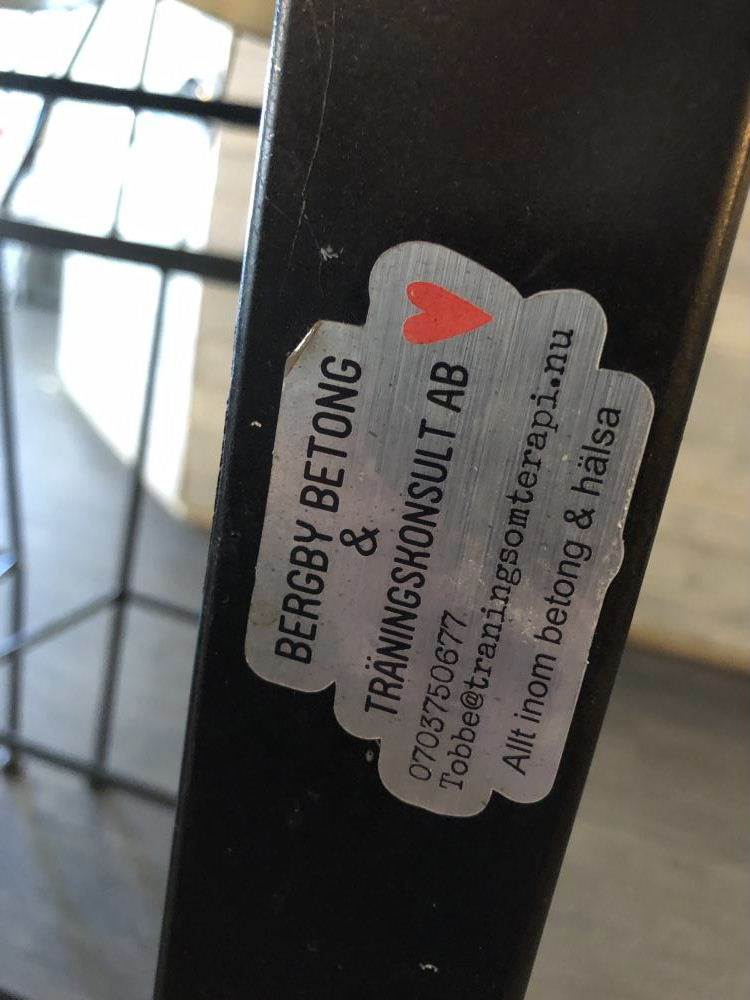 BERGBY BETONG
&
TRÄNINGSKONSULT AB
0703750677
Tobbe@traningsomterapi.nu
Allt inom betong & hälsa